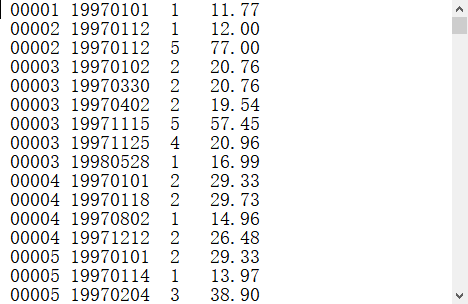 00001 19970101 1 11.77
00002 19970112 1 12.00
00002 19970112 5 77.00
00003 19970102 2 20.76
00003 19970330 2 20.76
00003 19970402 2 19.54
00003 19971115 5 57.45
00003 19971125 4 20.96
00003 19980528 1 16.99
00004 19970101 2 29.33
00004 19970118 2 29.73
00004 19970802 1 14.96
00004 19971212 2 26.48
00005 19970101 2 29.33
00005 19970114 1 13.97
00005 19970204 3 38.90